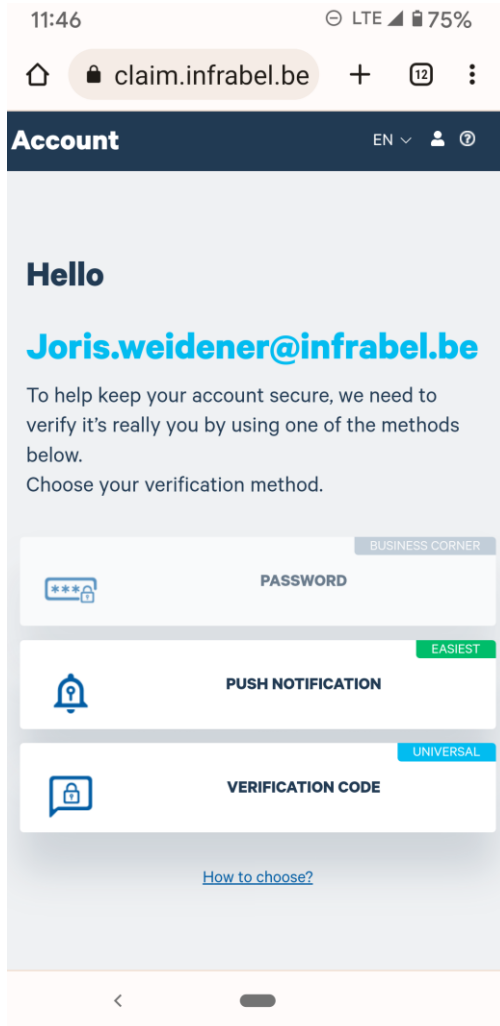 11:46 LTE 75%
claim.infrabel.be 12
Account EN
Hello
Joris.weidener@infrabel.be
To help keep your account secure, we need to
verify it's really you by using one of the methods
below.
Choose your verification method.
BUSINESS CORNER
*** PASSWORD
EASIEST
PUSH NOTIFICATION
UNIVERSAL
VERIFICATION CODE
How to choose?